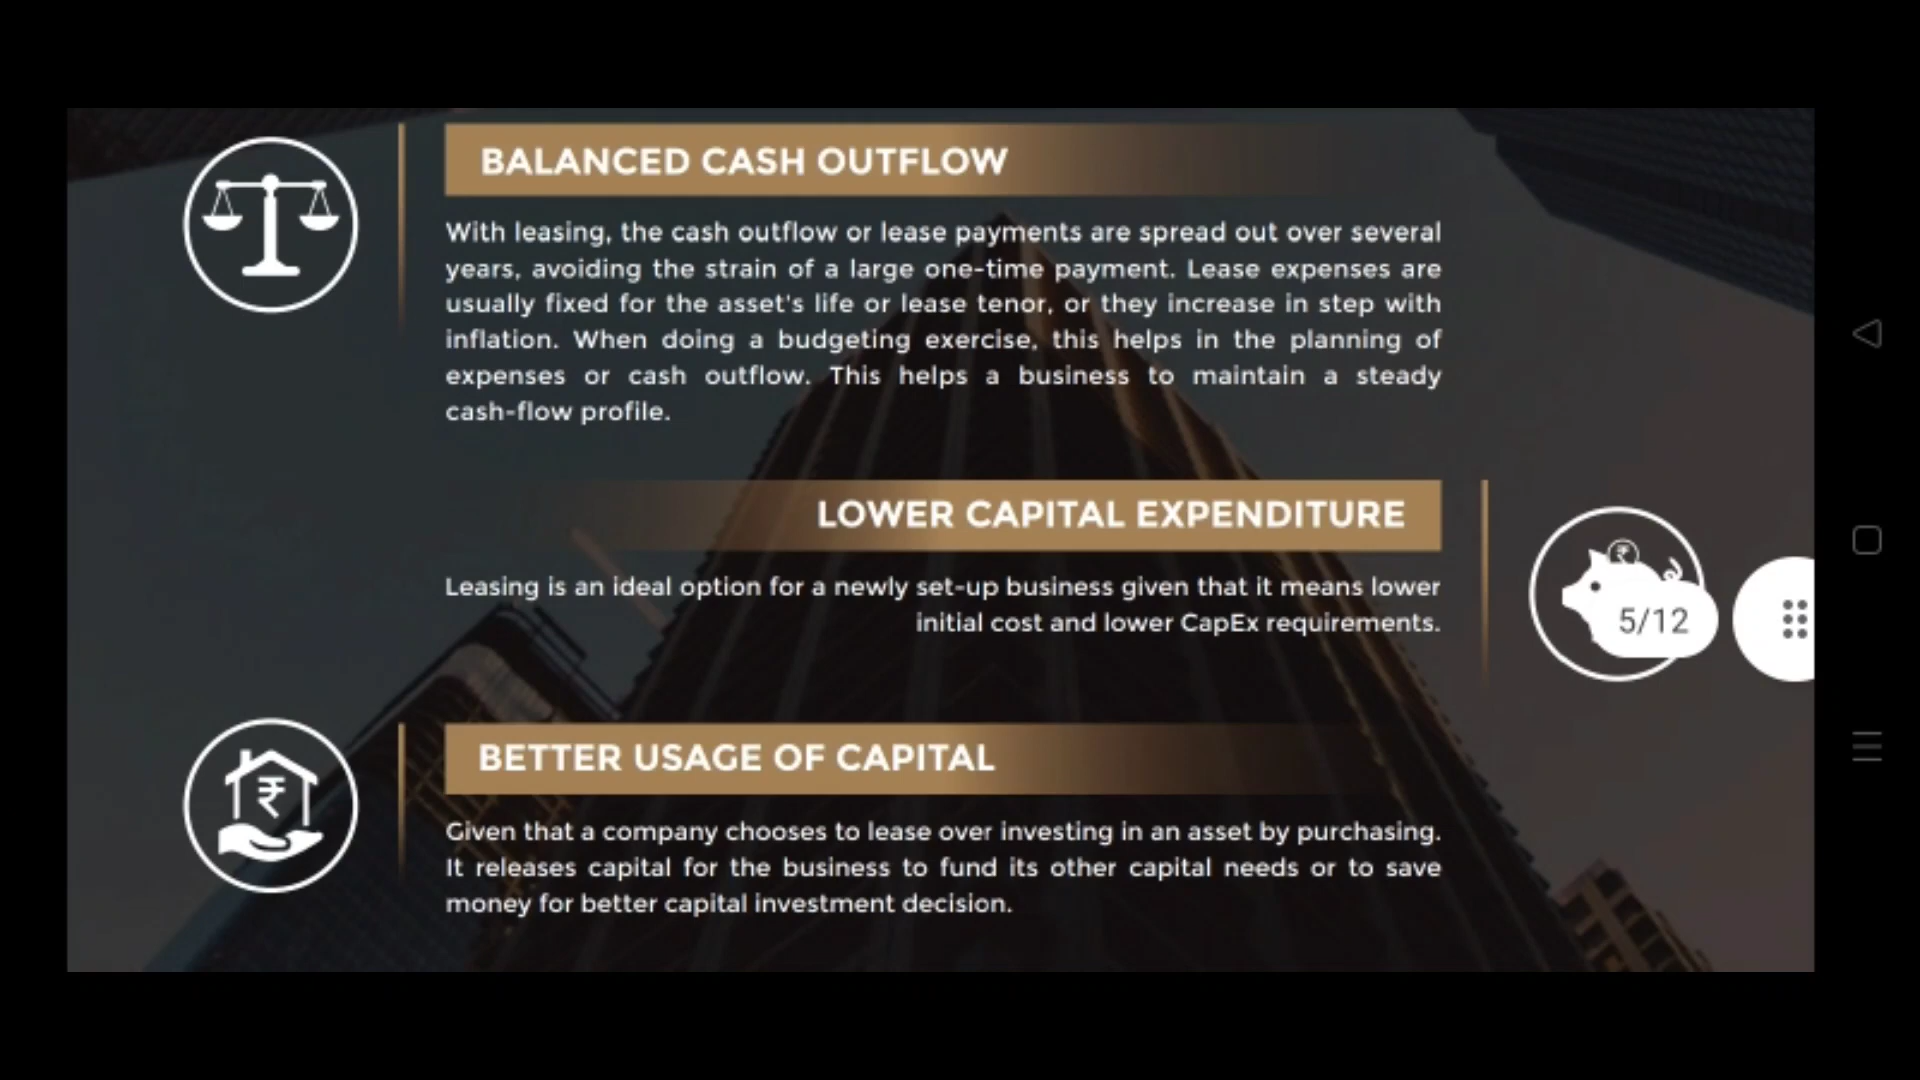 BALANCED CASH OUTFLOW
With leasing, the cash outflow or lease payments are spread out over several
years, avoiding the strain of a large one-time payment. Lease expenses are
usually fixed for the asset's life or lease tenor, or they increase in step with
inflation. When doing a budgeting exercise, this helps in the planning of
expenses or cash outflow. This helps a business to maintain a steady
cash-flow profile.
LOWER CAPITAL EXPENDITURE
Leasing is an ideal option for a newly set-up business given that it means lower
initial cost and lower CapEx requirements.
₹
5/12
BETTER USAGE OF CAPITAL
₹
Given that a company chooses to lease over investing in an asset by purchasing.
It releases capital for the business to fund its other capital needs or to save
money for better capital investment decision.